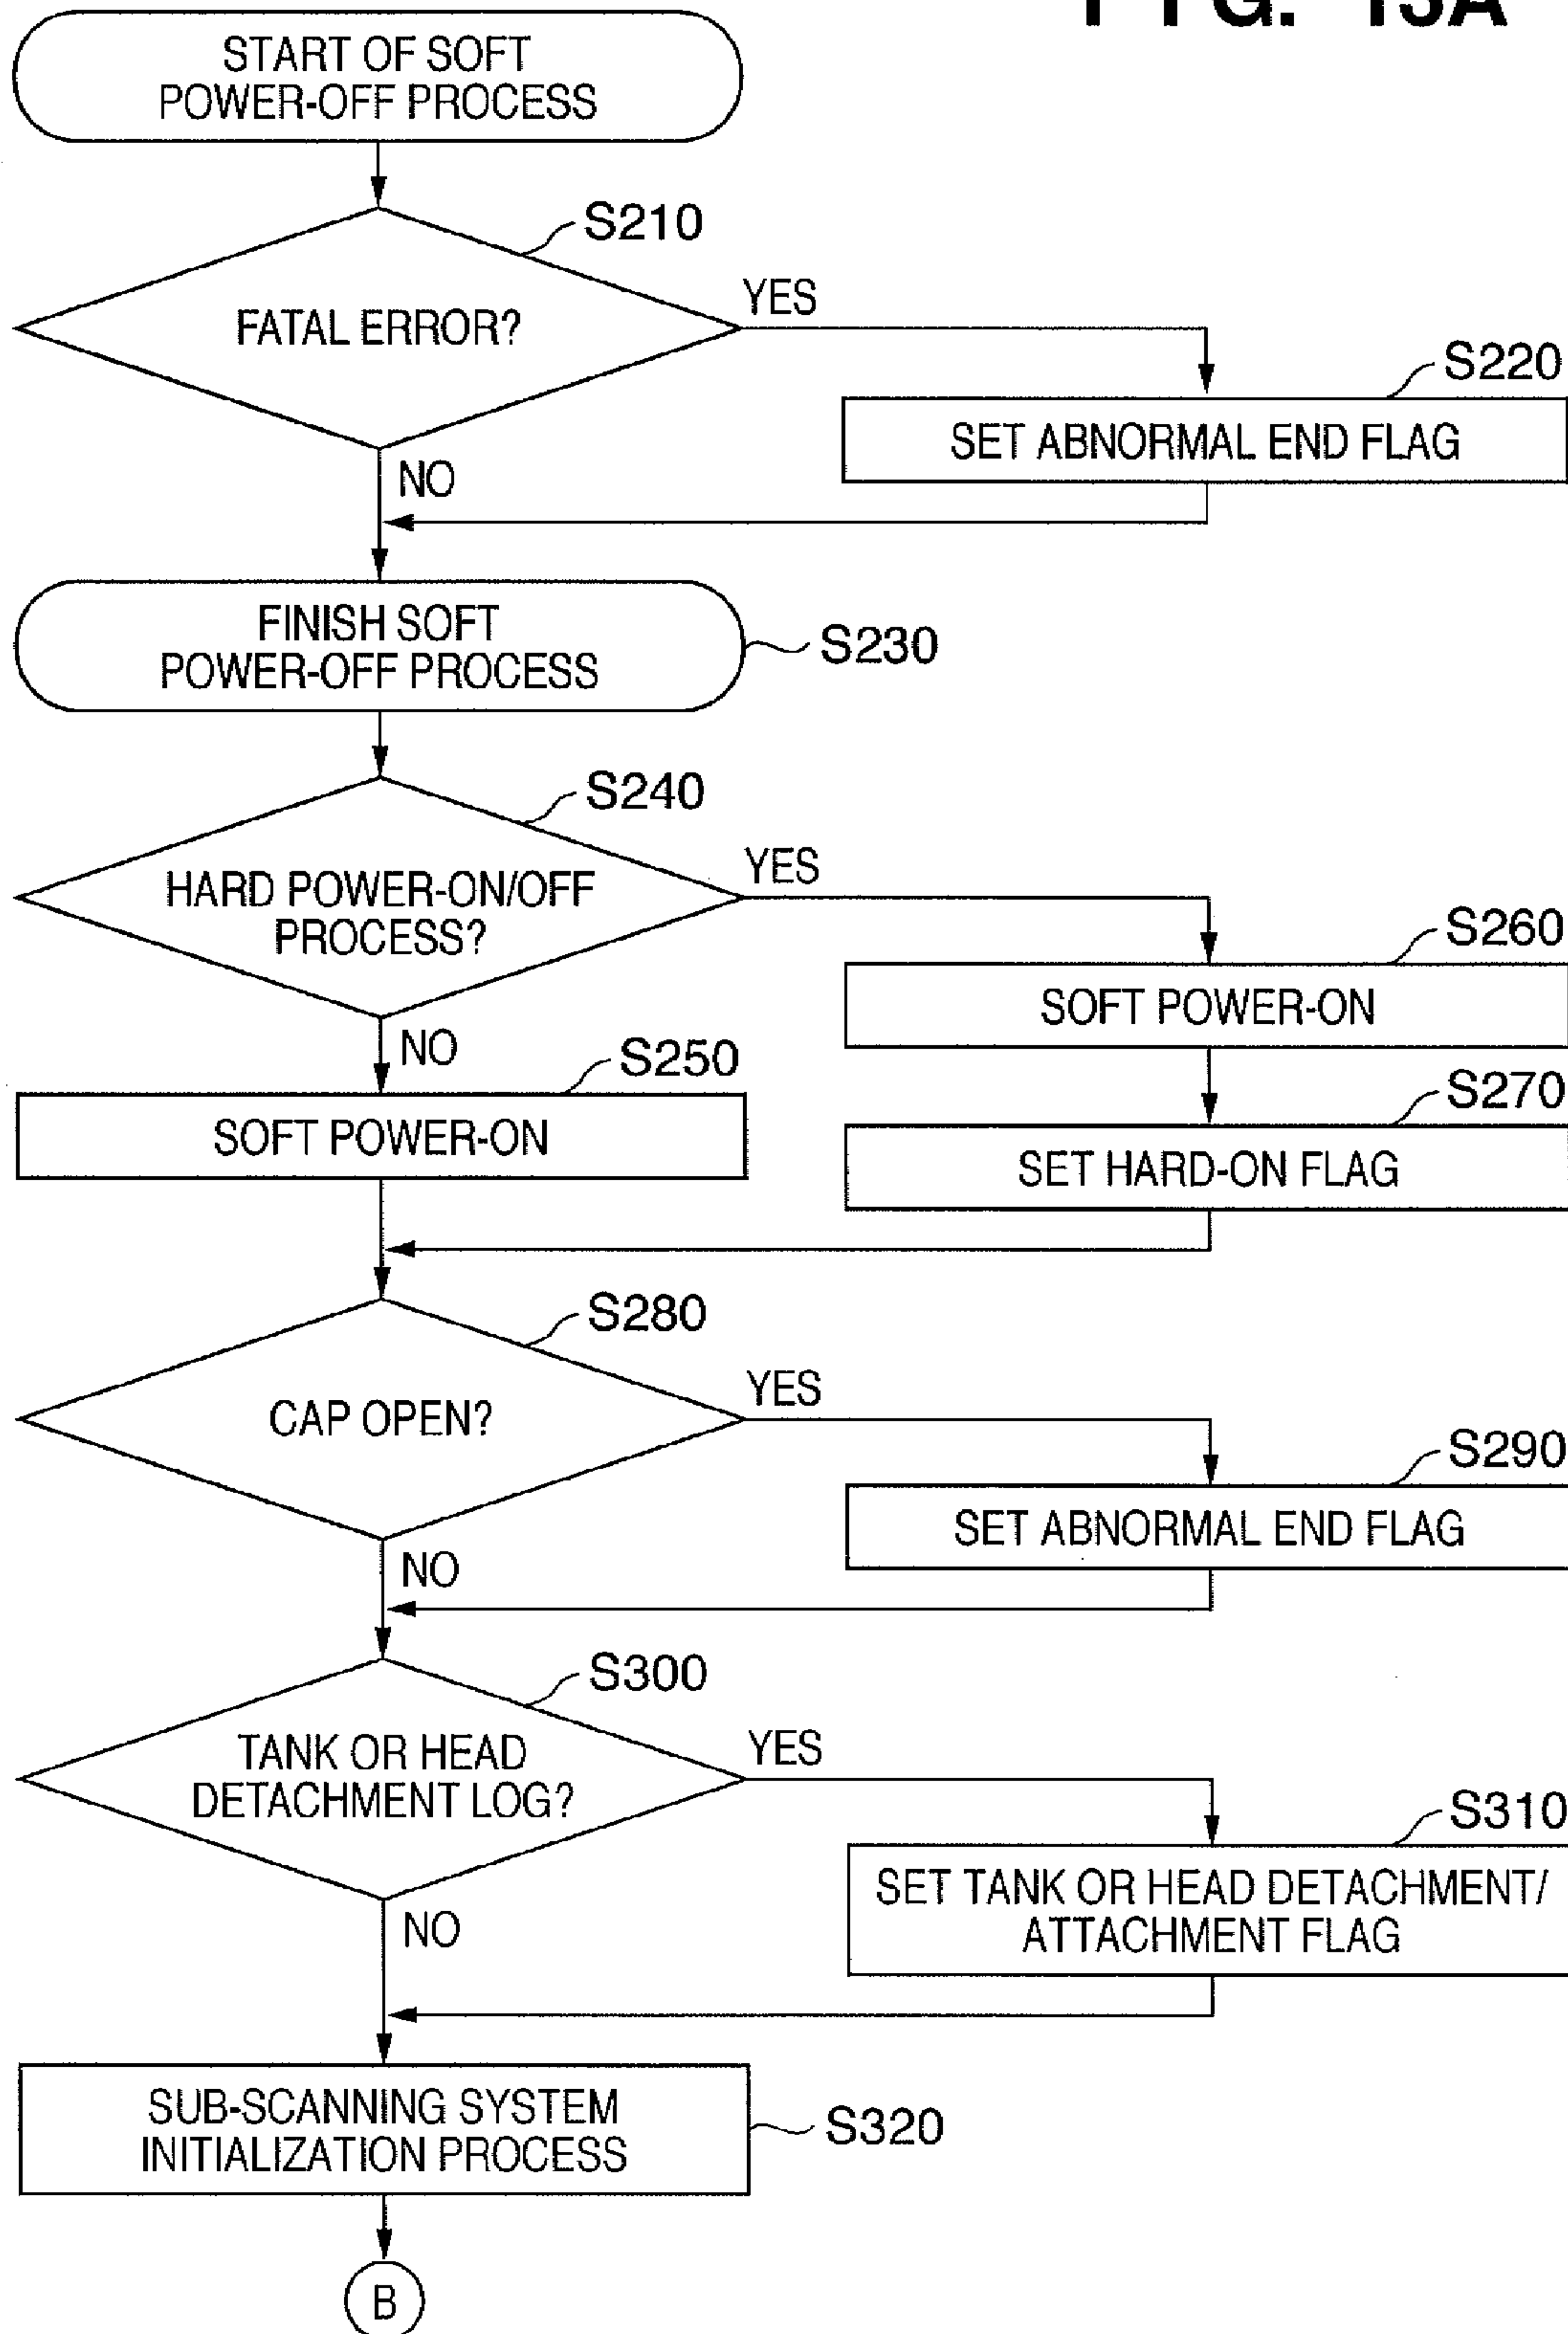 FIG. 13A
START OF SOFT
POWER-OFF PROCESS
S210
FATAL ERROR?
YES
S220
SET ABNORMAL END FLAG
NO
FINISH SOFT
POWER-OFF PROCESS
S230
S240
HARD POWER-ON/OFF
PROCESS?
YES
S260
SOFT POWER-ON
NO
S250
SOFT POWER-ON
S270
SET HARD-ON FLAG
S280
CAP OPEN?
YES
S290
SET ABNORMAL END FLAG
NO
S300
TANK OR HEAD
DETACHMENT LOG?
YES
S310
SET TANK OR HEAD DETACHMENT/
ATTACHMENT FLAG
NO
SUB-SCANNING SYSTEM
INITIALIZATION PROCESS
S320
B